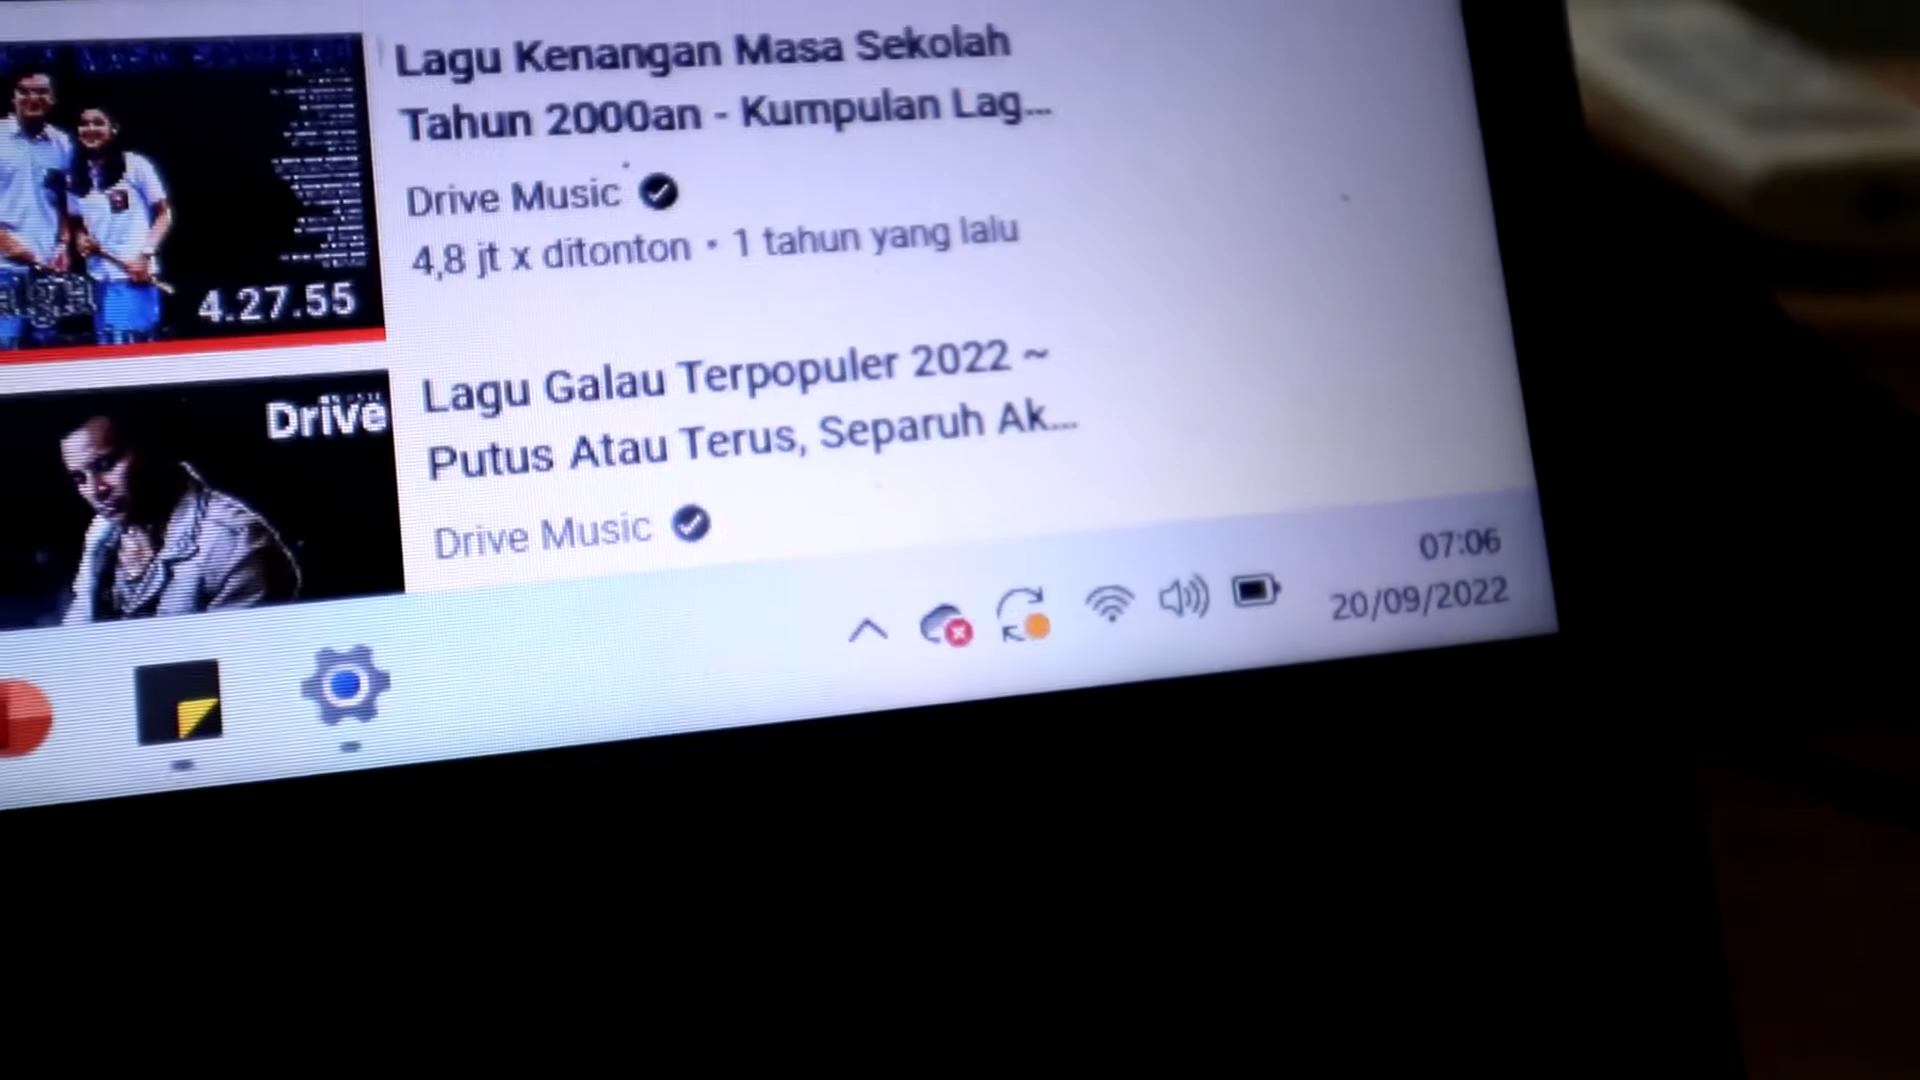 Lagu Kenangan Masa Sekolah
Tahun 2000an - Kumpulan Lag...
Drive Music
4,8 jt x ditonton • 1 tahun yang lalu
4.27.55
Lagu Galau Terpopuler 2022 ~
Putus Atau Terus, Separuh Ak...
Drive
Drive Music
07:06
20/09/2022